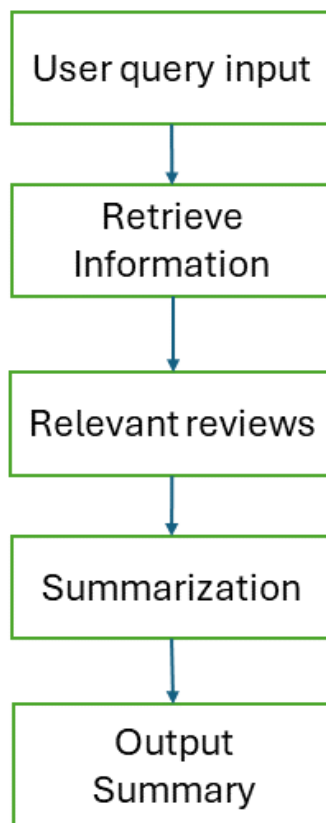 User query input
Retrieve
Information
Relevant reviews
Summarization
Output
Summary